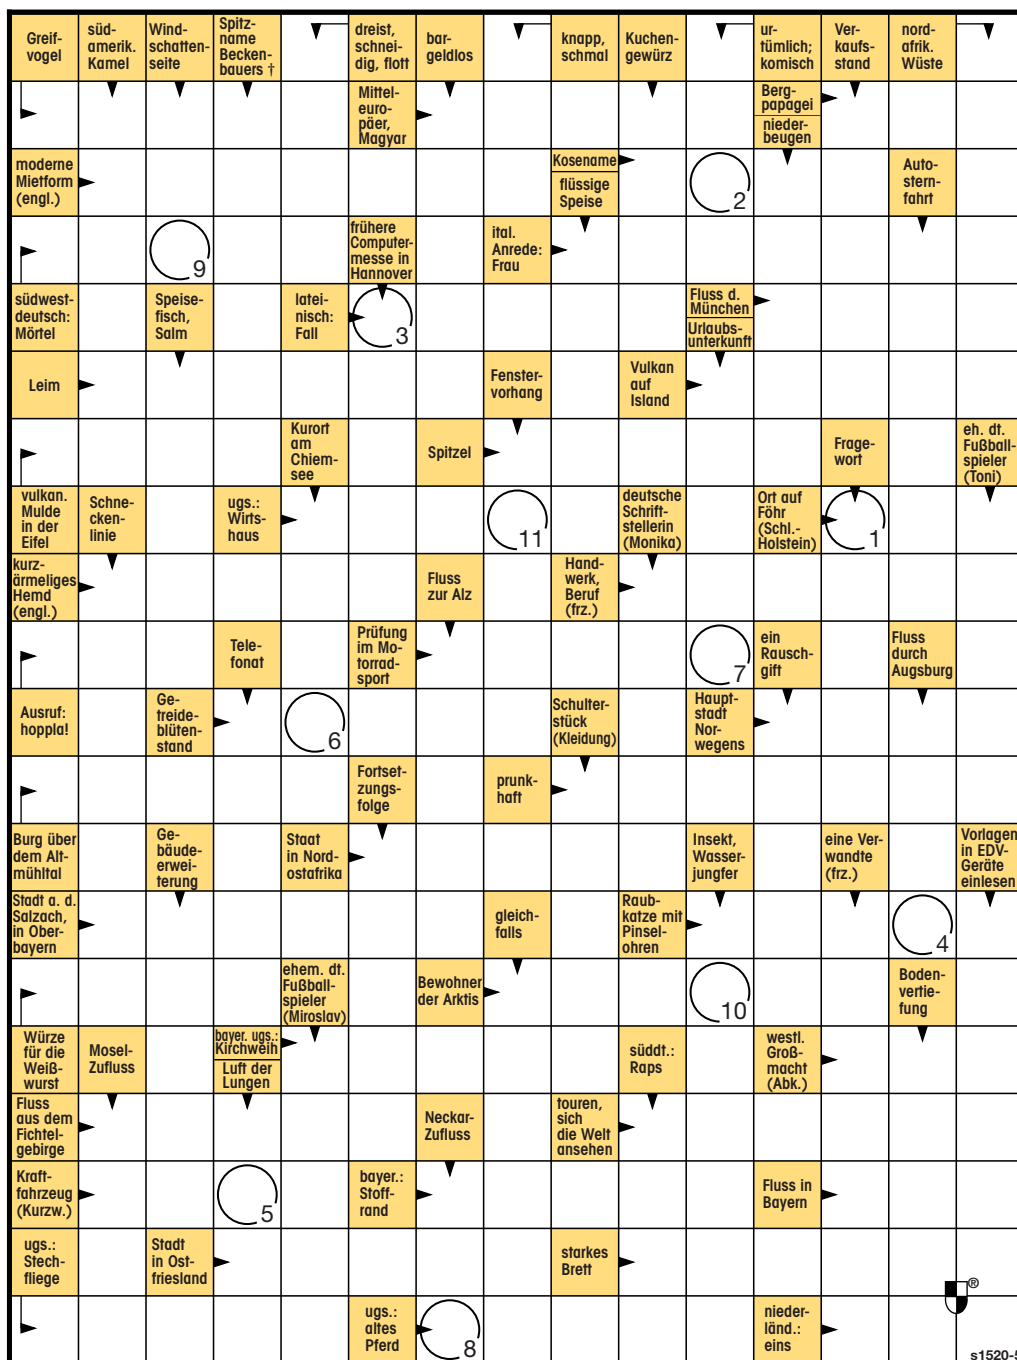 Greif-
vogel
süd-
amerik.
Kamel
Wind-
schatten-
seite
Spitz-
name
Becken-
bauers †
dreist,
schnei-
dig, flott
bar-
geldlos
knapp,
schmal
Kuchen-
gewürz
ur-
tümlich;
komisch
Ver-
kaufs-
stand
nord-
afrik.
Wüste
Mittel-
euro-
päer,
Magyar
Berg-
papagei
nieder-
beugen
moderne
Mietform
(engl.)
Kosename
flüssige
Speise
2
Auto-
stern-
fahrt
9
frühere
Computer-
messe in
Hannover
ital.
Anrede:
Frau
südwest-
deutsch:
Mörtel
Speise-
fisch,
Salm
latei-
nisch:
Fall
3
Fluss d.
München
Urlaubs-
unterkunft
Leim
Fenster-
vorhang
Vulkan
auf
Island
Kurort
am
Chiem-
see
Spitzel
Frage-
wort
eh. dt.
Fußball-
spieler
(Toni)
vulkan.
Mulde
in der
Eifel
Schne-
cken-
linie
ugs.:
Wirts-
haus
11
deutsche
Schrift-
stellerin
(Monika)
Ort auf
Föhr
(Schl.-
Holstein)
1
kurz-
ärmeliges
Hemd
(engl.)
Fluss
zur Alz
Hand-
werk,
Beruf
(frz.)
Tele-
fonat
Prüfung
im Mo-
torrad-
sport
7
ein
Rausch-
gift
Fluss
durch
Augsburg
Ausruf:
hoppla!
Ge-
treide-
blüten-
stand
6
Schulter-
stück
(Kleidung)
Haupt-
stadt
Nor-
wegens
Fortset-
zungs-
folge
prunk-
haft
Burg über
dem Alt-
mühltal
Ge-
bäude-
erwei-
terung
Staat
in Nord-
ostafrika
Insekt,
Wasser-
jungfer
eine Ver-
wandte
(frz.)
Vorlagen
in EDV-
Geräte
einlesen
Stadt a. d.
Salzach,
in Ober-
bayern
gleich-
falls
Raub-
katze mit
Pinsel-
ohren
4
ehem. dt.
Fußball-
spieler
(Miroslav)
Bewohner
der Arktis
10
Boden-
vertie-
fung
Würze
für die
Weiß-
wurst
Mosel-
Zufluss
bayer. ugs.:
Kirchweih
Luft der
Lungen
süddt.:
Raps
westl.
Groß-
macht
(Abk.)
Fluss
aus dem
Fichtel-
gebirge
Neckar-
Zufluss
touren,
sich
die Welt
ansehen
Kraft-
fahrzeug
(Kurzw.)
5
bayer.:
Stoff-
rand
Fluss in
Bayern
ugs.:
Stech-
fliege
Stadt
in Ost-
friesland
starkes
Brett
®
ugs.:
altes
Pferd
8
nieder-
länd.:
eins
s1520-5